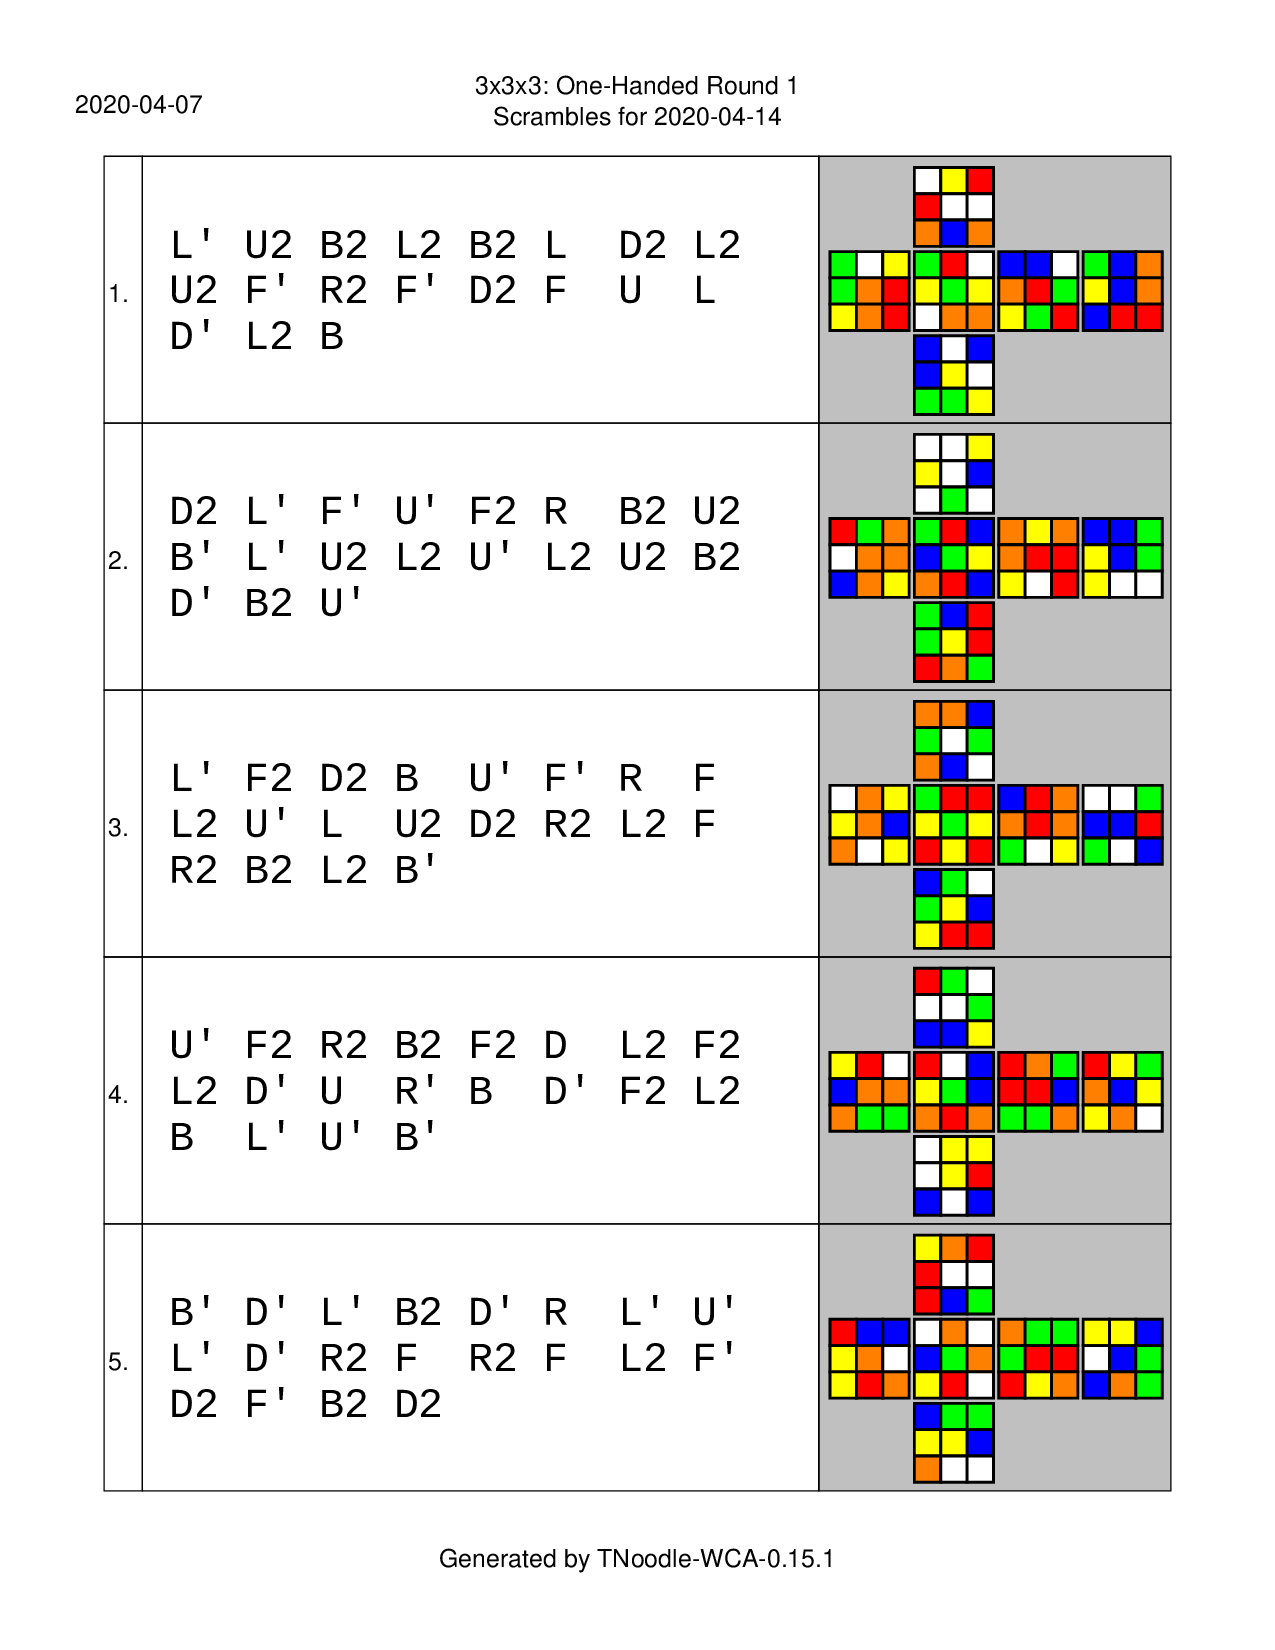 2020-04-07
3x3x3: One-Handed Round 1
Scrambles for 2020-04-14
1.
L' U2 B2 L2 B2 L D2 L2
U2 F' R2 F' D2 F U L
D' L2 B
2.
D2 L' F' U' F2 R B2 U2
B' L' U2 L2 U' L2 U2 B2
D' B2 U'
3.
L' F2 D2 B U' F' R F
L2 U' L U2 D2 R2 L2 F
R2 B2 L2 B'
4.
U' F2 R2 B2 F2 D L2 F2
L2 D' U R' B D' F2 L2
B L' U' B'
5.
B' D' L' B2 D' R L' U'
L' D' R2 F R2 F L2 F'
D2 F' B2 D2
Generated by TNoodle-WCA-0.15.1